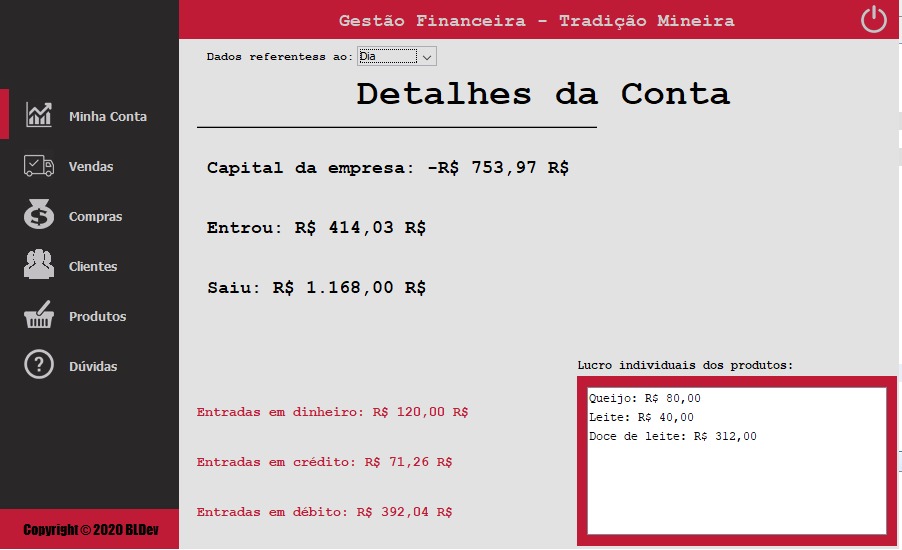 Gestão Financeira - Tradição Mineira
Dados referentess ao: Dia
Detalhes da Conta
Minha Conta
Vendas
Compras
Clientes
Produtos
Dúvidas
Capital da empresa: -R$ 753,97 R$
Entrou: R$ 414,03 R$
Saiu: R$ 1.168,00 R$
Lucro individuais dos produtos:
Queijo: R$ 80,00
Leite: R$ 40,00
Doce de leite: R$ 312,00
Entradas em dinheiro: R$ 120,00 R$
Entradas em crédito: R$ 71,26 R$
Entradas em débito: R$ 392,04 R$
Copyright © 2020 BLDev